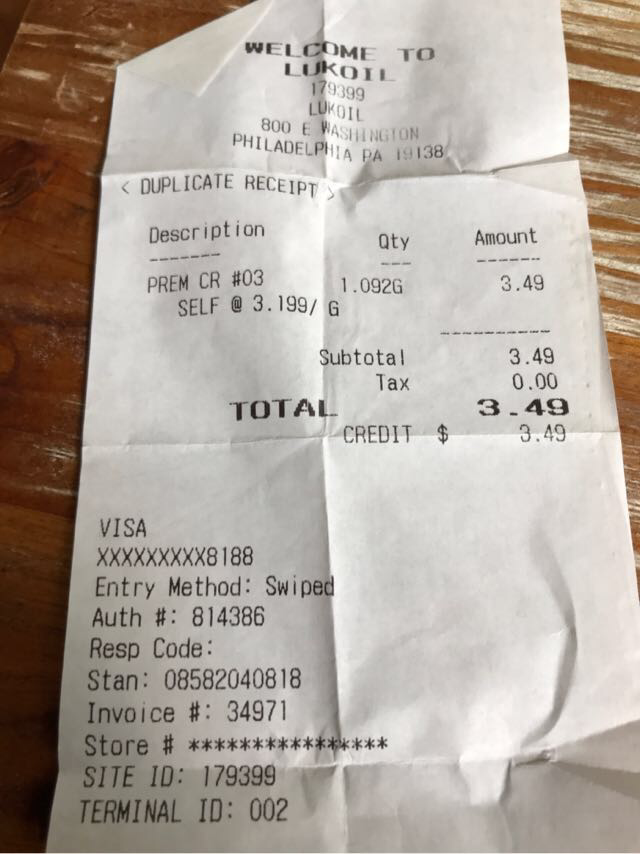 WELCOME TO
LUKOIL
179399
LUKOIL
800 E WASHINGTON
PHILADELPHIA PA 19138
< DUPLICATE RECEIPT >
Description Qty Amount
------- --- ------
PREM CR #03 1.092G 3.49
SELF @ 3.199/ G
----------
Subtotal 3.49
Tax 0.00
TOTAL 3.49
CREDIT $ 3.49
VISA
XXXXXXXXX8188
Entry Method: Swiped
Auth #: 814386
Resp Code:
Stan: 08582040818
Invoice #: 34971
Store # ****************
SITE ID: 179399
TERMINAL ID: 002